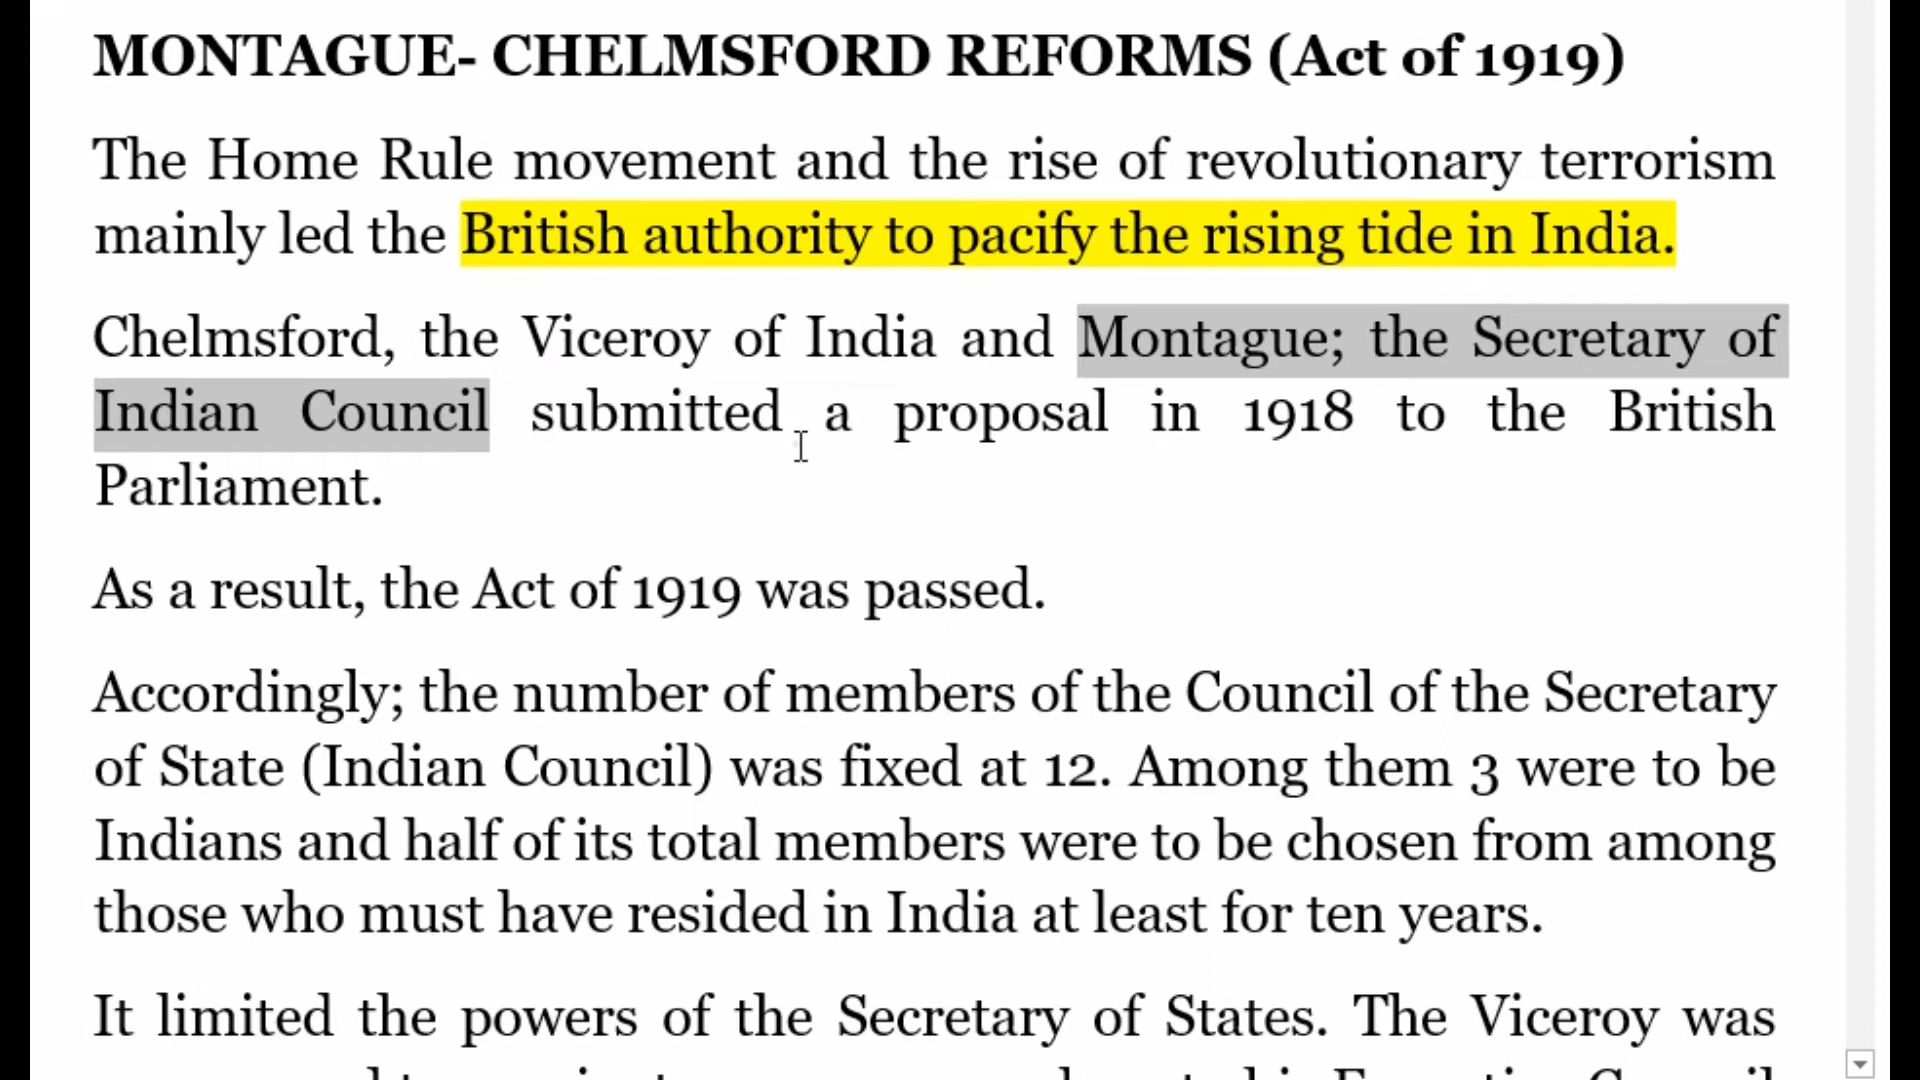 MONTAGUE- CHELMSFORD REFORMS (Act of 1919)
The Home Rule movement and the rise of revolutionary terrorism
mainly led the British authority to pacify the rising tide in India.
Chelmsford, the Viceroy of India and Montague; the Secretary of
Indian Council submitted a proposal in 1918 to the British
Parliament.
As a result, the Act of 1919 was passed.
Accordingly; the number of members of the Council of the Secretary
of State (Indian Council) was fixed at 12. Among them 3 were to be
Indians and half of its total members were to be chosen from among
those who must have resided in India at least for ten years.
It limited the powers of the Secretary of States. The Viceroy was